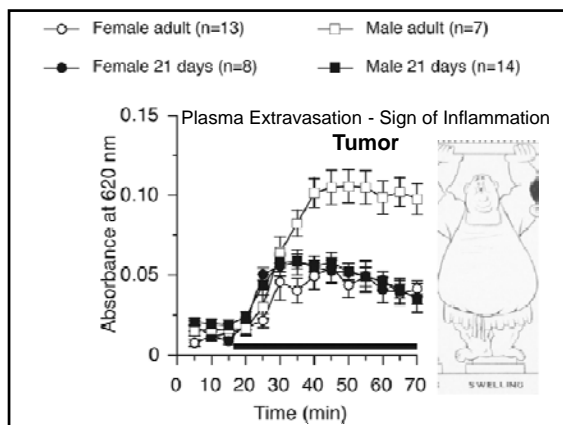 Female adult (n=13)
Male adult (n=7)
Female 21 days (n=8)
Male 21 days (n=14)
Plasma Extravasation - Sign of Inflammation
Tumor
0.15
0.10
0.05
0
Absorbance at 620 nm
0 10 20 30 40 50 60 70
Time (min)
SWELLING